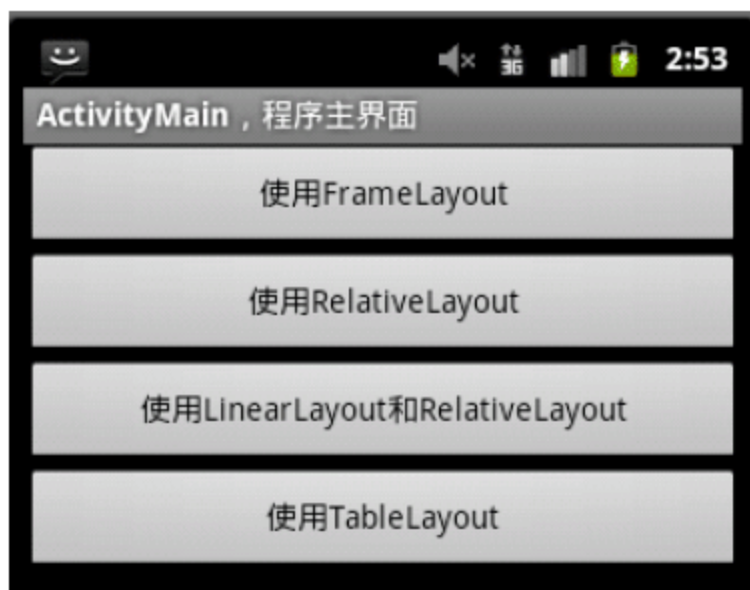 3G 2:53
ActivityMain，程序主界面
使用FrameLayout
使用RelativeLayout
使用LinearLayout和RelativeLayout
使用TableLayout